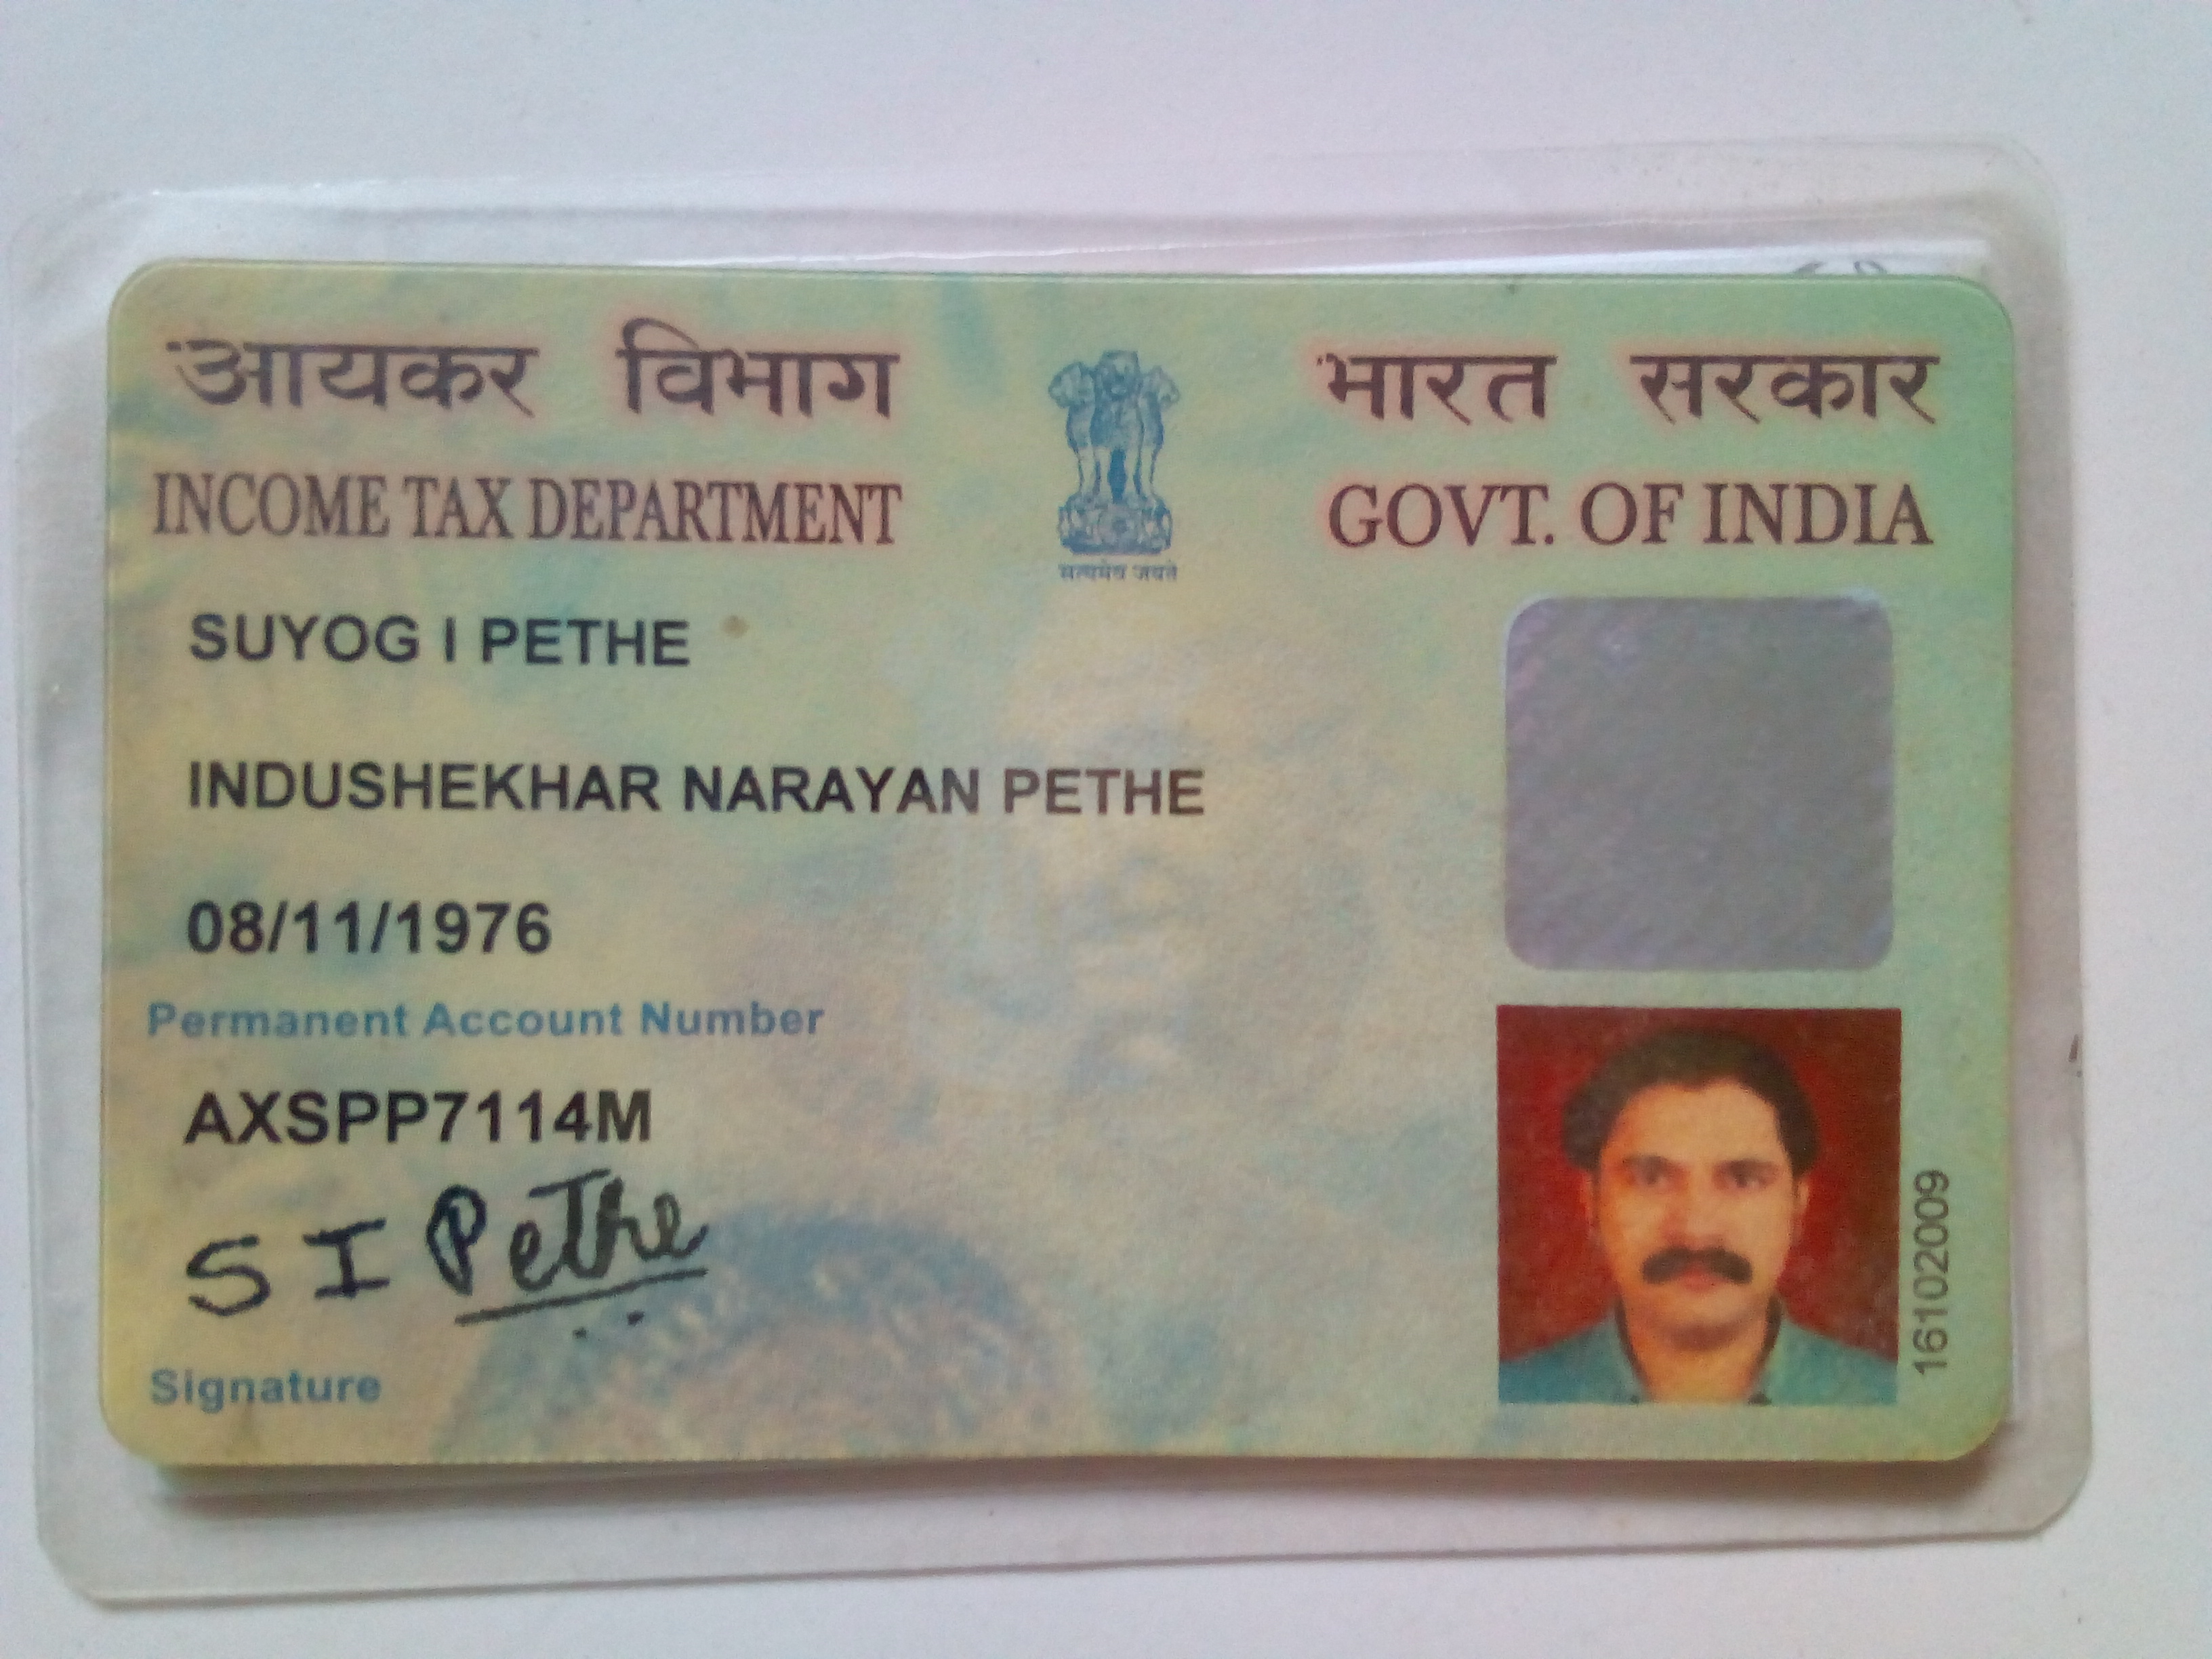 आयकर विभाग
INCOME TAX DEPARTMENT
सत्यमेव जयते
भारत सरकार
GOVT. OF INDIA
SUYOG I PETHE
INDUSHEKHAR NARAYAN PETHE
08/11/1976
Permanent Account Number
AXSPP7114M
S I Pethe
Signature
16102009